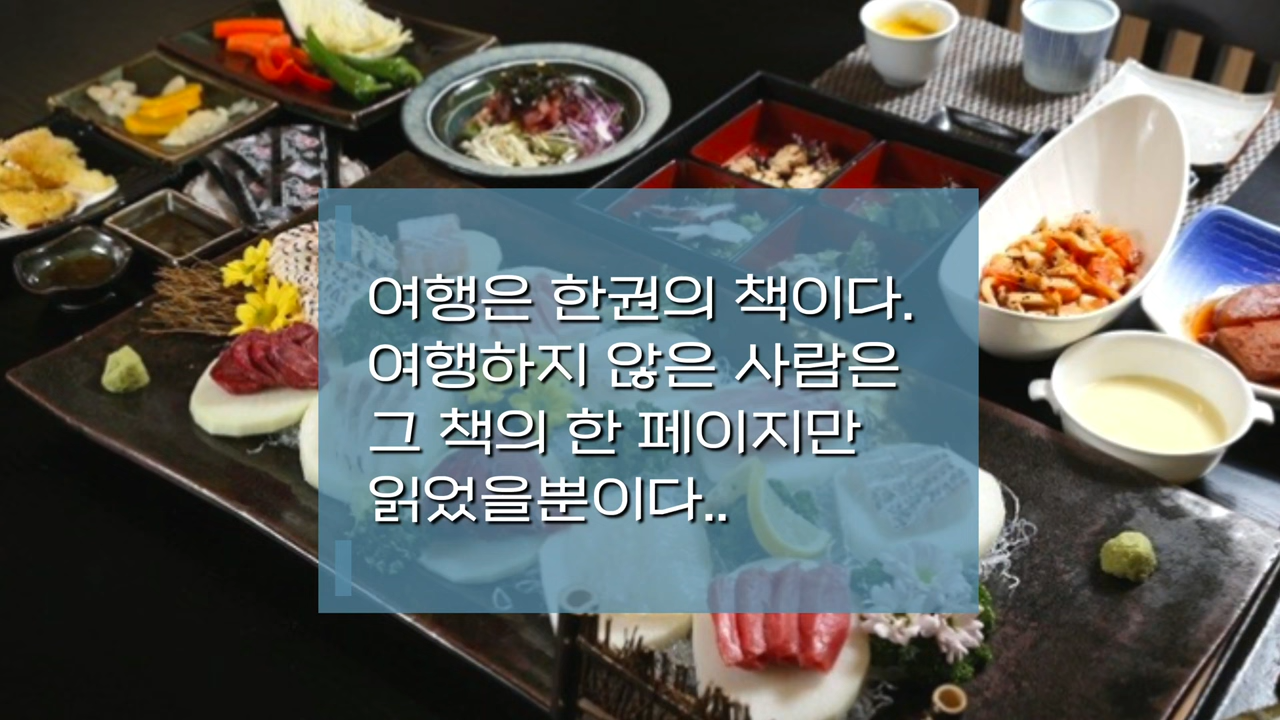 여행은 한권의 책이다.
여행하지 않은 사람은
그 책의 한 페이지만
읽었을뿐이다..